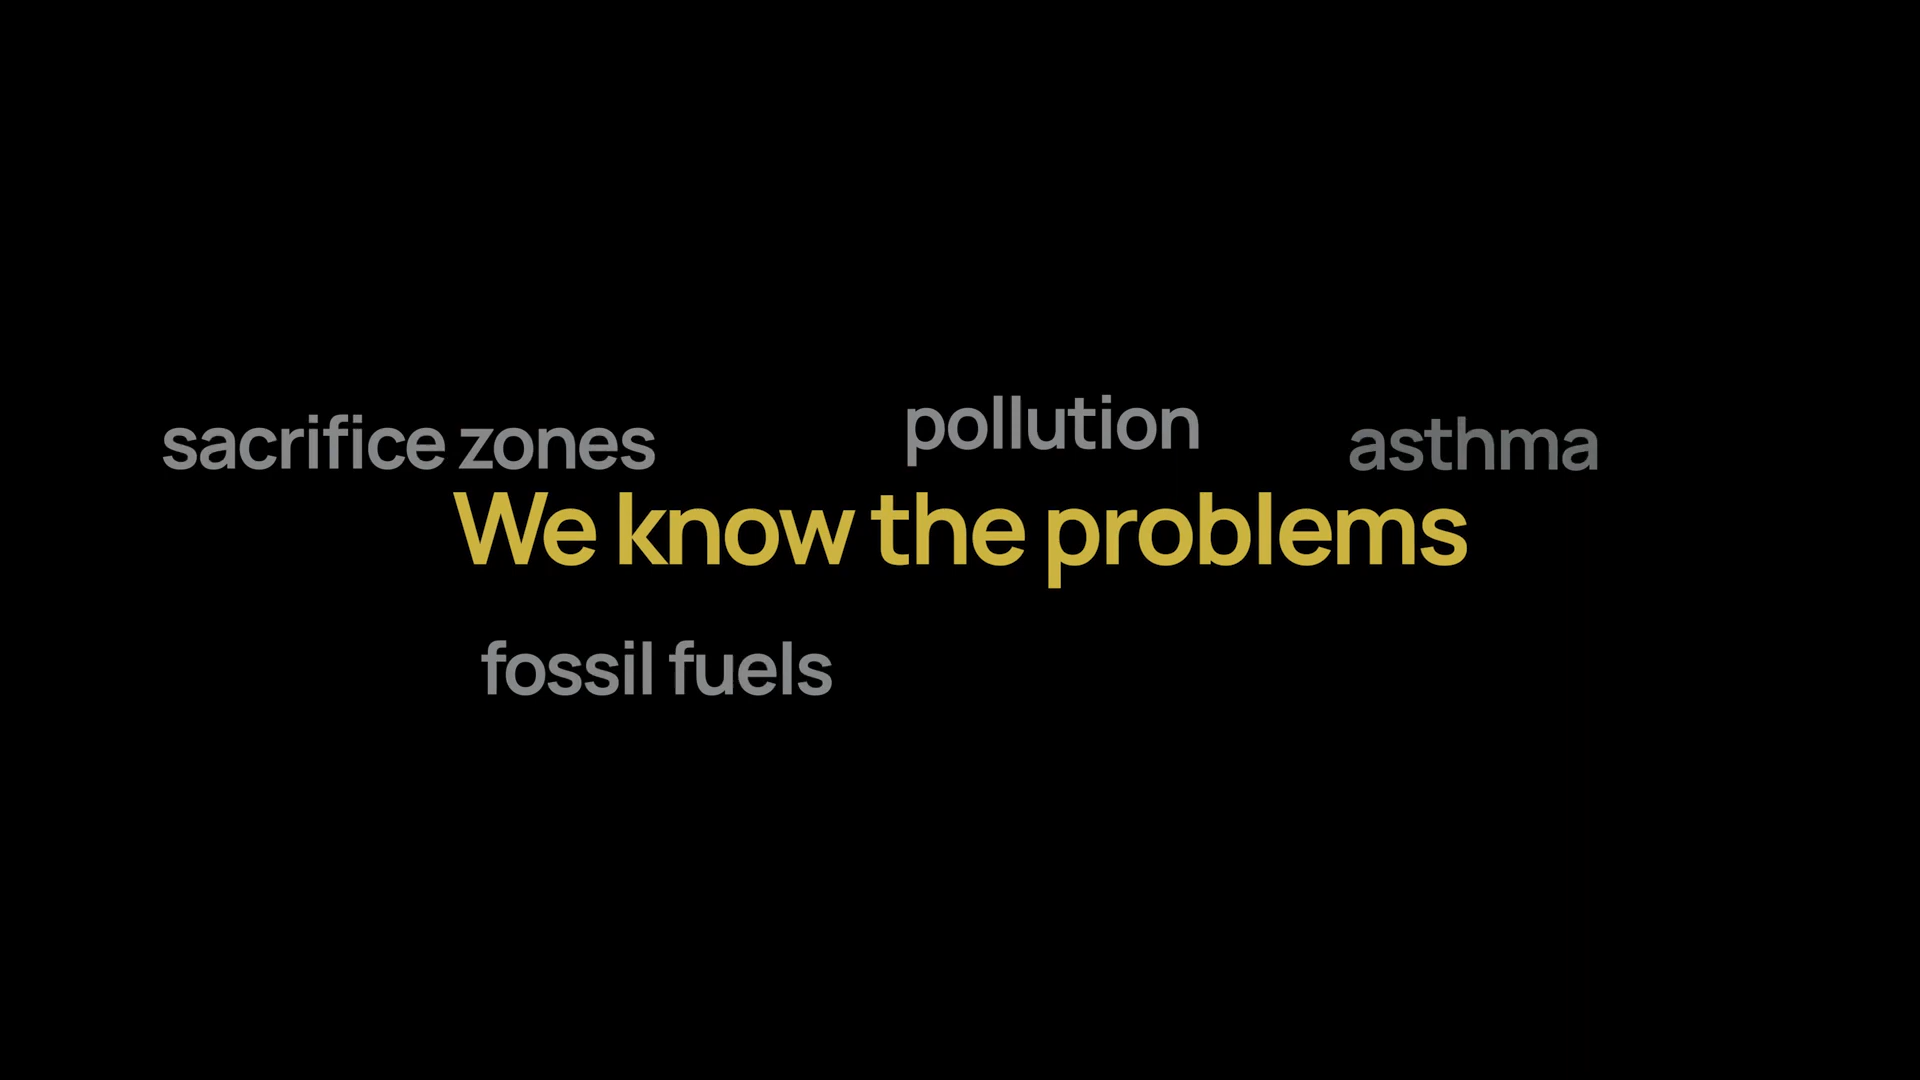 sacrifice zones
pollution
asthma
We know the problems
fossil fuels